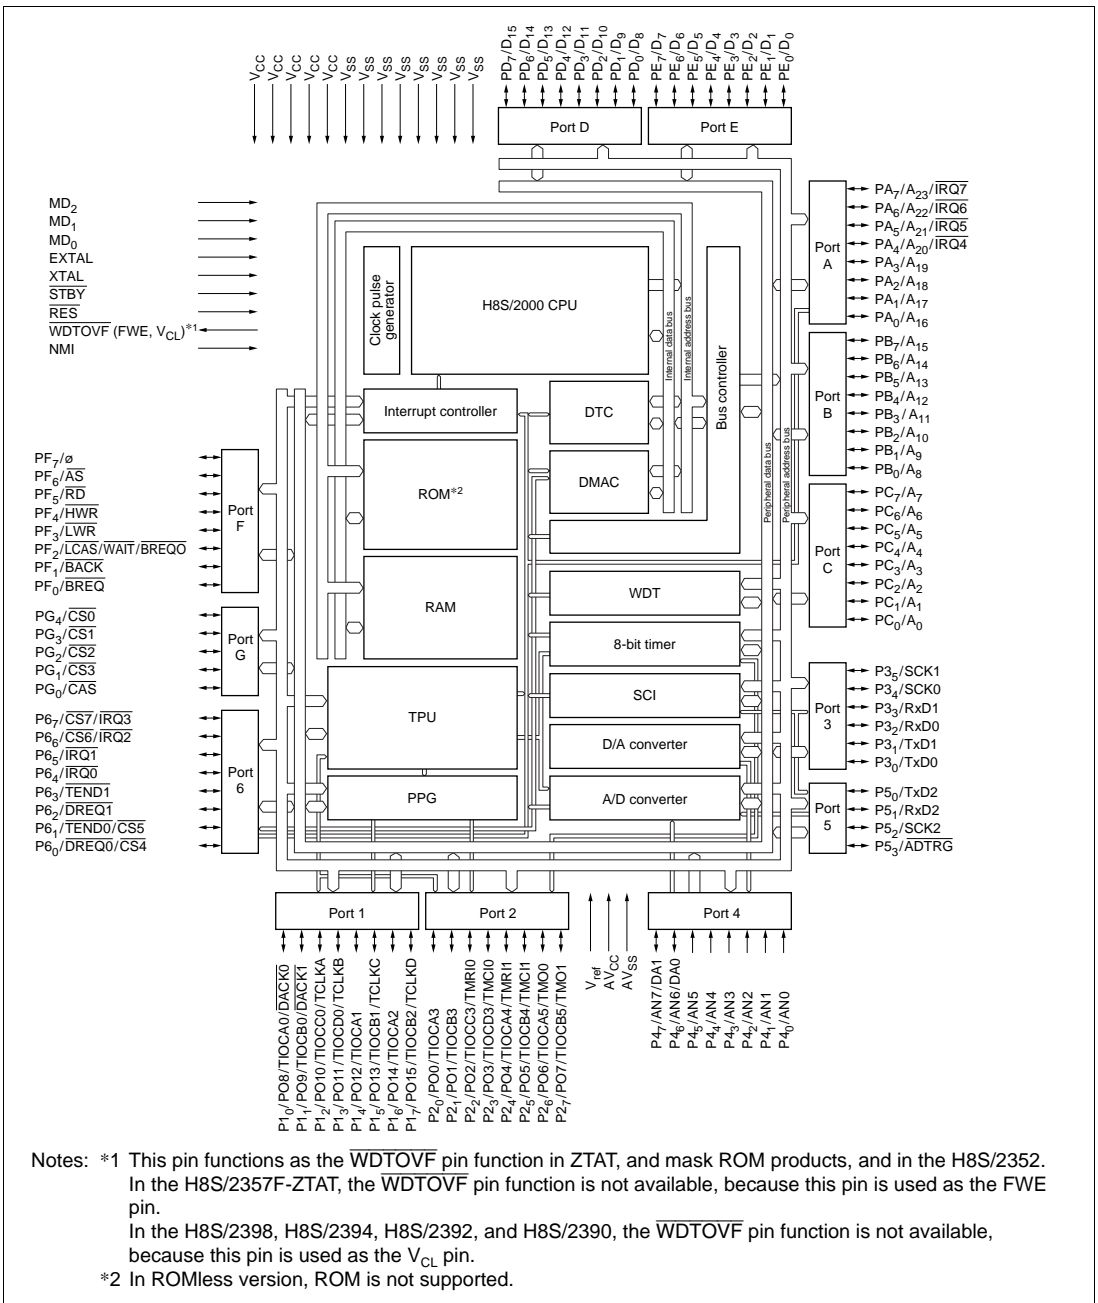 VCC
VCC
VCC
VCC
VCC
VSS
VSS
VSS
VSS
VSS
VSS
VSS
VSS
PD7/D15
PD6/D14
PD5/D13
PD4/D12
PD3/D11
PD2/D10
PD1/D9
PD0/D8
PE7/D7
PE6/D6
PE5/D5
PE4/D4
PE3/D3
PE2/D2
PE1/D1
PE0/D0
Port D
Port E
MD2
MD1
MD0
EXTAL
XTAL
STBY
RES
WDTOVF (FWE, VCL)*1
NMI
Clock pulse generator
H8S/2000 CPU
Internal data bus
Internal address bus
Bus controller
Interrupt controller
DTC
ROM*2
DMAC
Peripheral data bus
Peripheral address bus
RAM
WDT
8-bit timer
TPU
SCI
D/A converter
PPG
A/D converter
Port A
PA7/A23/IRQ7
PA6/A22/IRQ6
PA5/A21/IRQ5
PA4/A20/IRQ4
PA3/A19
PA2/A18
PA1/A17
PA0/A16
Port B
PB7/A15
PB6/A14
PB5/A13
PB4/A12
PB3/A11
PB2/A10
PB1/A9
PB0/A8
Port C
PC7/A7
PC6/A6
PC5/A5
PC4/A4
PC3/A3
PC2/A2
PC1/A1
PC0/A0
Port 3
P35/SCK1
P34/SCK0
P33/RxD1
P32/RxD0
P31/TxD1
P30/TxD0
Port 5
P50/TxD2
P51/RxD2
P52/SCK2
P53/ADTRG
PF7/ø
PF6/AS
PF5/RD
PF4/HWR
PF3/LWR
PF2/LCAS/WAIT/BREQO
PF1/BACK
PF0/BREQ
Port F
PG4/CS0
PG3/CS1
PG2/CS2
PG1/CS3
PG0/CAS
Port G
P67/CS7/IRQ3
P66/CS6/IRQ2
P65/IRQ1
P64/IRQ0
P63/TEND1
P62/DREQ1
P61/TEND0/CS5
P60/DREQ0/CS4
Port 6
Port 1
Port 2
Port 4
P10/PO8/TIOCA0/DACK0
P11/PO9/TIOCB0/DACK1
P12/PO10/TIOCC0/TCLKA
P13/PO11/TIOCD0/TCLKB
P14/PO12/TIOCA1
P15/PO13/TIOCB1/TCLKC
P16/PO14/TIOCA2
P17/PO15/TIOCB2/TCLKD
P20/PO0/TIOCA3
P21/PO1/TIOCB3
P22/PO2/TIOCC3/TMRI0
P23/PO3/TIOCD3/TMCI0
P24/PO4/TIOCA4/TMRI1
P25/PO5/TIOCB4/TMCI1
P26/PO6/TIOCA5/TMO0
P27/PO7/TIOCB5/TMO1
Vref
AVCC
AVSS
P47/AN7/DA1
P46/AN6/DA0
P45/AN5
P44/AN4
P43/AN3
P42/AN2
P41/AN1
P40/AN0
Notes: *1 This pin functions as the WDTOVF pin function in ZTAT, and mask ROM products, and in the H8S/2352.
In the H8S/2357F-ZTAT, the WDTOVF pin function is not available, because this pin is used as the FWE
pin.
In the H8S/2398, H8S/2394, H8S/2392, and H8S/2390, the WDTOVF pin function is not available,
because this pin is used as the VCL pin.
*2 In ROMless version, ROM is not supported.